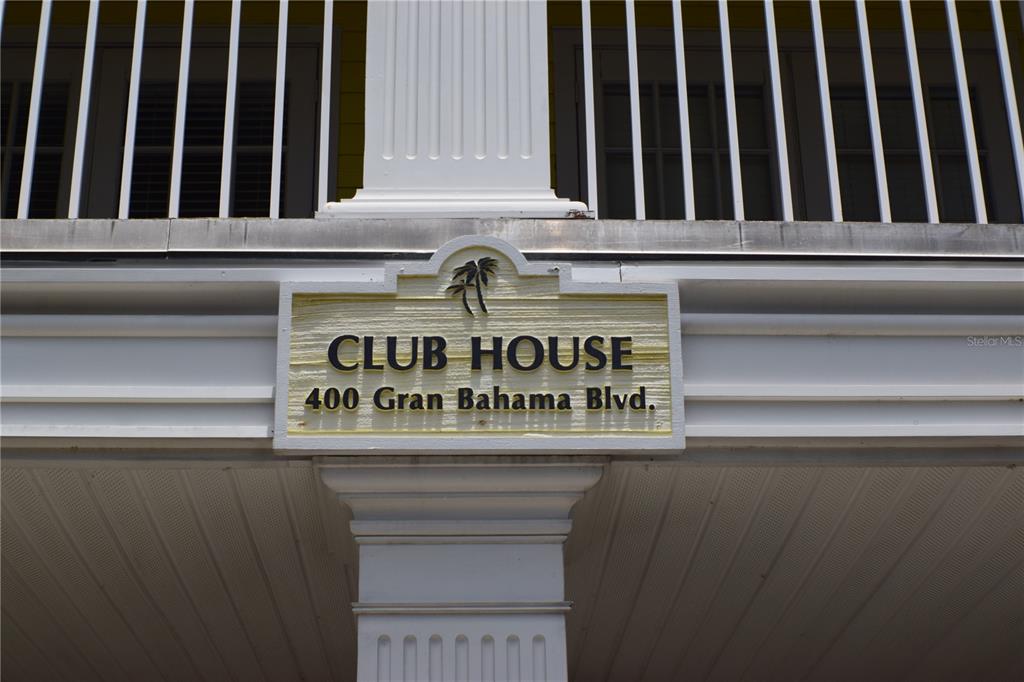 CLUB HOUSE
400 Gran Bahama Blvd.
Stellar MLS